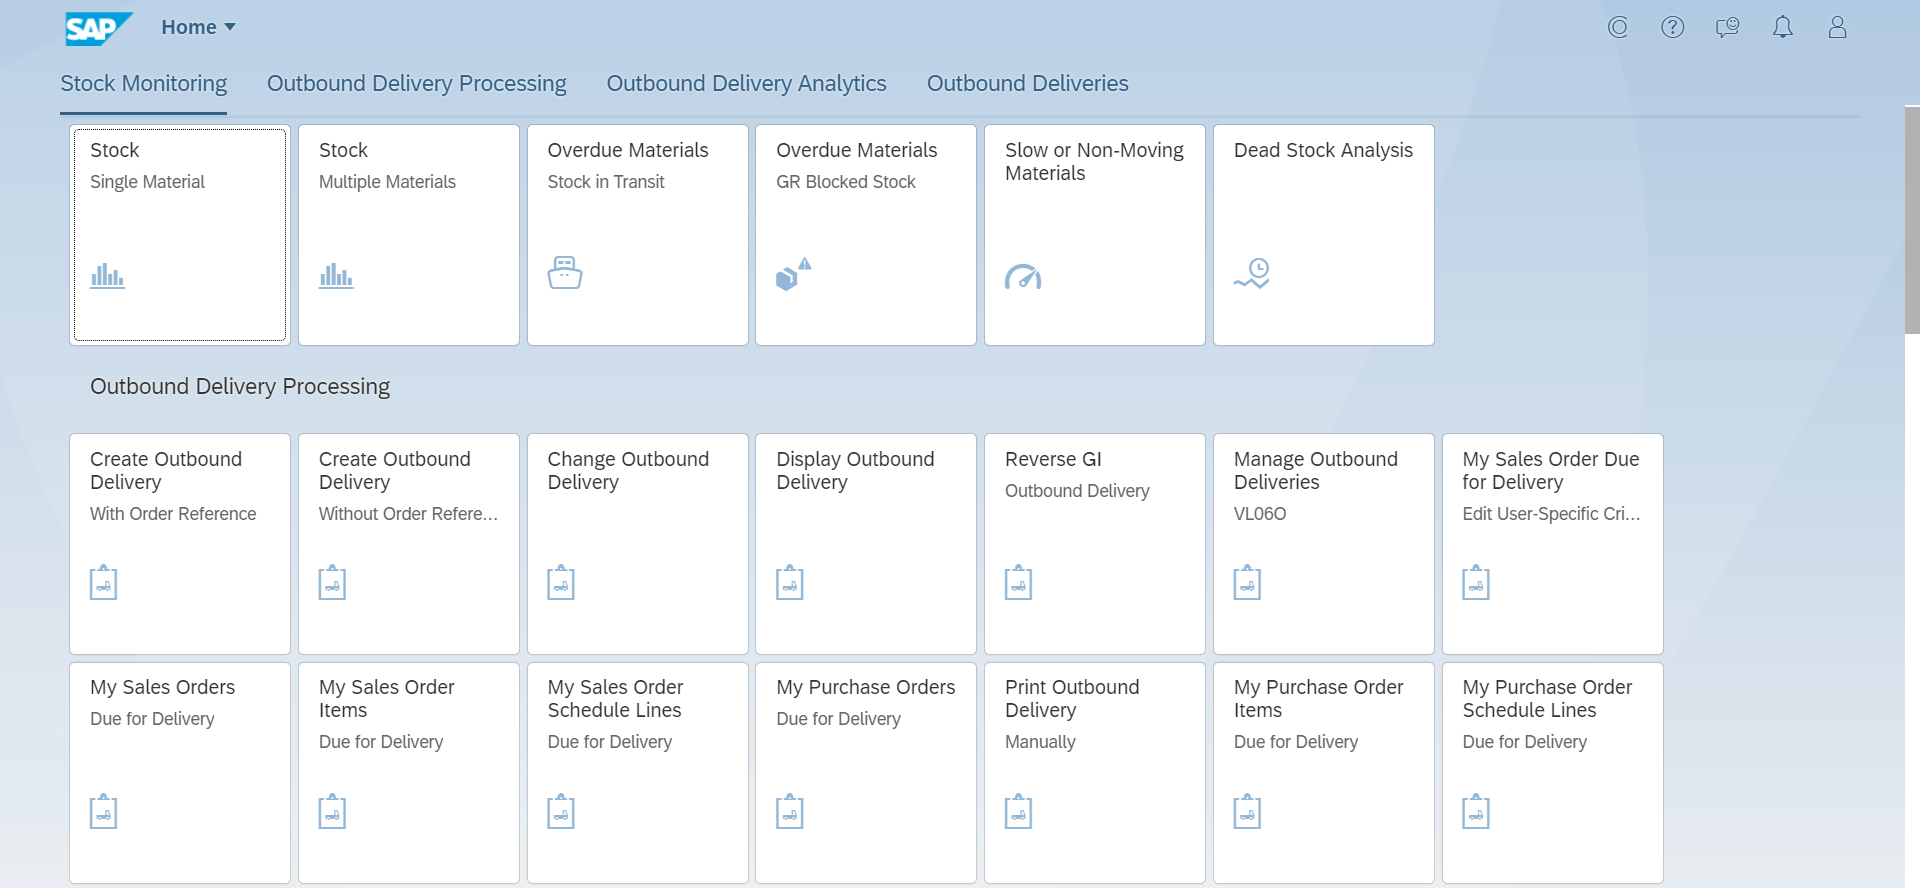 SAP Home
Stock Monitoring Outbound Delivery Processing Outbound Delivery Analytics Outbound Deliveries
Stock
Single Material
Stock
Multiple Materials
Overdue Materials
Stock in Transit
Overdue Materials
GR Blocked Stock
Slow or Non-Moving
Materials
Dead Stock Analysis
Outbound Delivery Processing
Create Outbound
Delivery
With Order Reference
Create Outbound
Delivery
Without Order Refere...
Change Outbound
Delivery
Display Outbound
Delivery
Reverse GI
Outbound Delivery
Manage Outbound
Deliveries
VL06O
My Sales Order Due
for Delivery
Edit User-Specific Cri...
My Sales Orders
Due for Delivery
My Sales Order
Items
Due for Delivery
My Sales Order
Schedule Lines
Due for Delivery
My Purchase Orders
Due for Delivery
Print Outbound
Delivery
Manually
My Purchase Order
Items
Due for Delivery
My Purchase Order
Schedule Lines
Due for Delivery